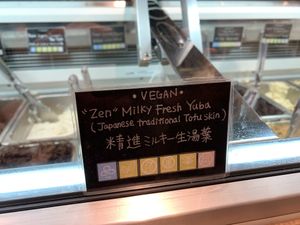 • VEGAN •
"Zen" Milky Fresh Yuba
(Japanese traditional Tofu skin)
精進ミルキー生湯葉